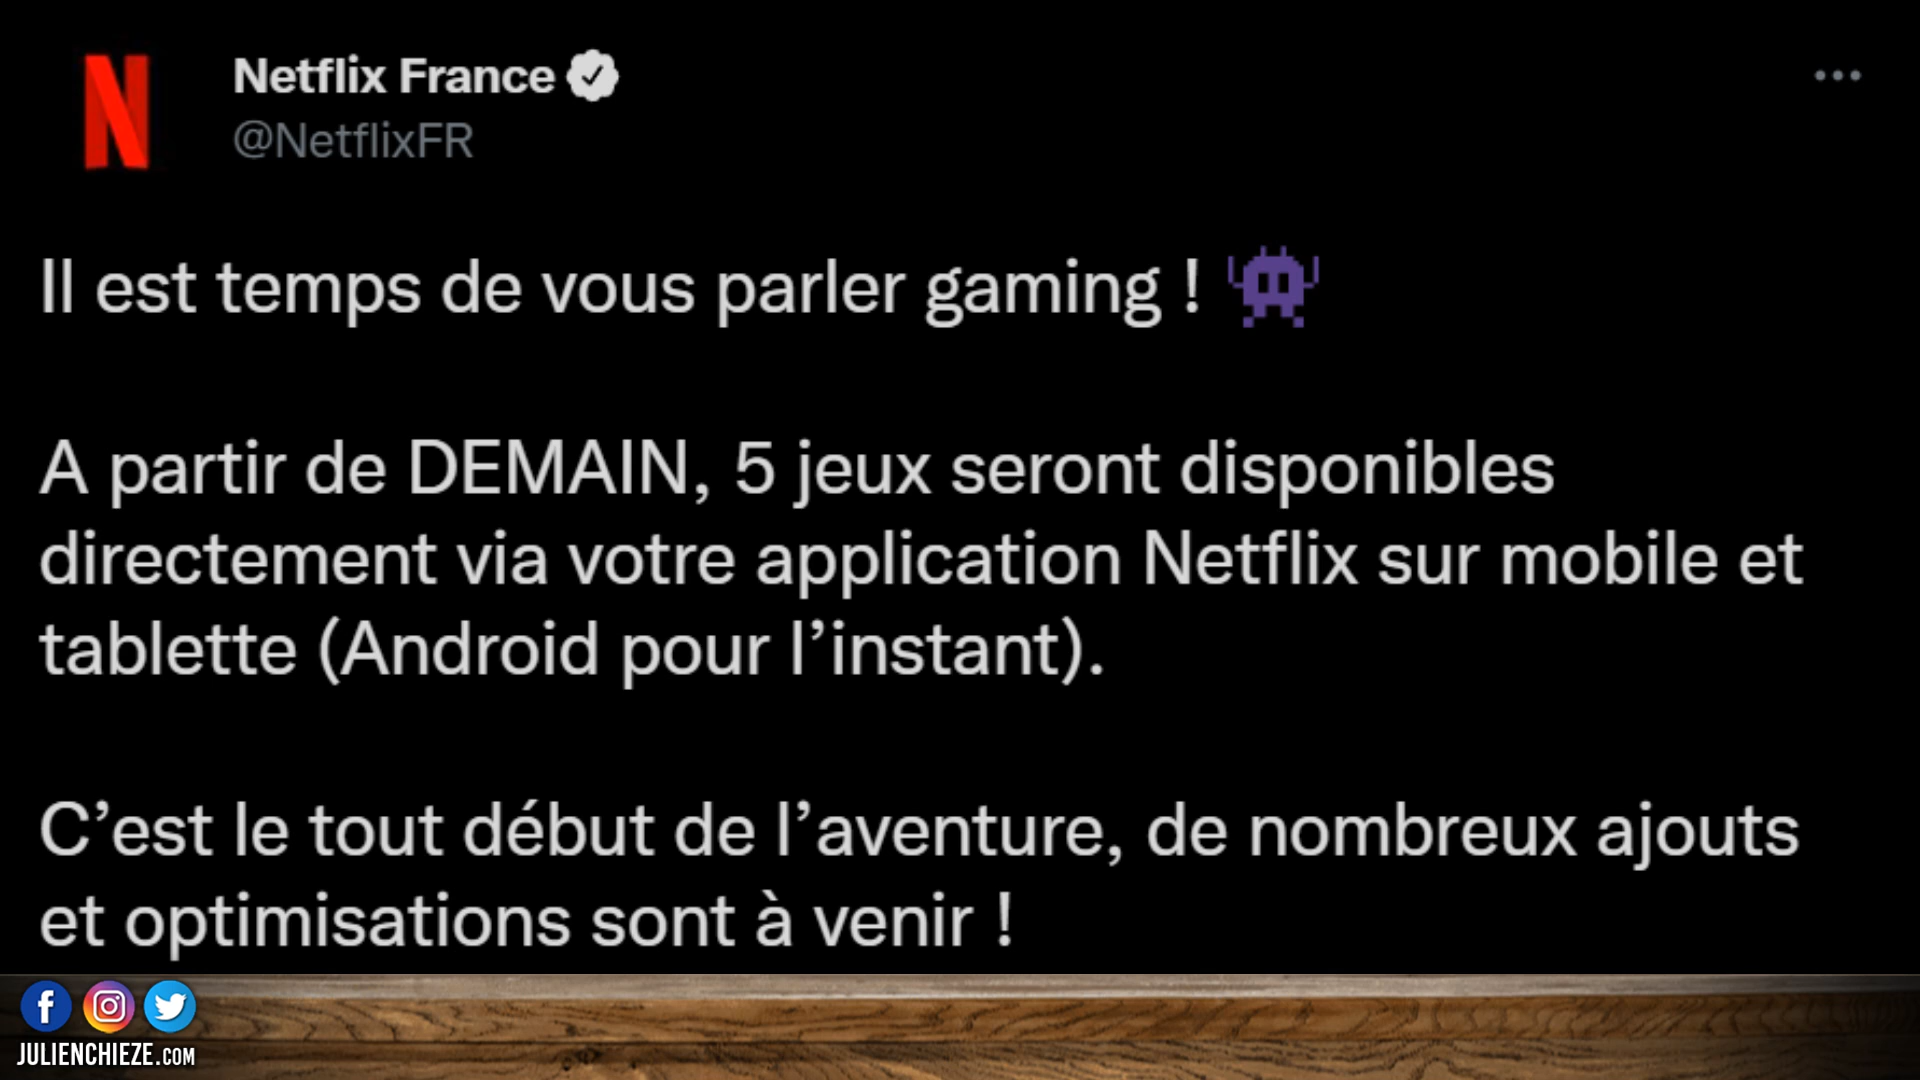 Netflix France
@NetflixFR
Il est temps de vous parler gaming ! 👾
A partir de DEMAIN, 5 jeux seront disponibles
directement via votre application Netflix sur mobile et
tablette (Android pour l’instant).
C’est le tout début de l’aventure, de nombreux ajouts
et optimisations sont à venir !
JULIENCHIEZE.COM